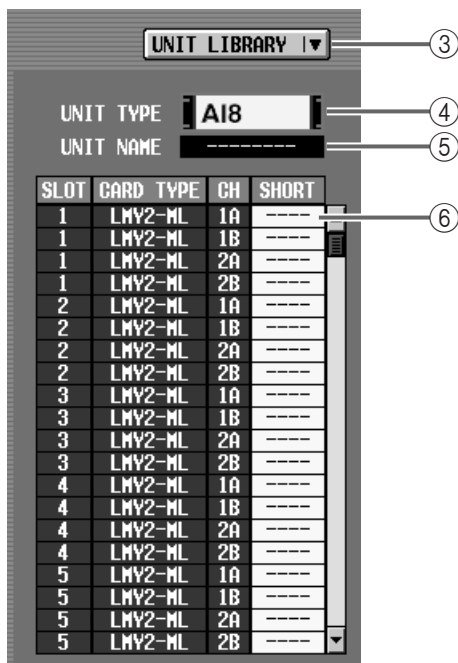 UNIT LIBRARY ▼ ③
UNIT TYPE AI8 ④
UNIT NAME -------- ⑤
SLOT CARD TYPE CH SHORT
1 LMY2-ML 1A ---- ⑥
1 LMY2-ML 1B ----
1 LMY2-ML 2A ----
1 LMY2-ML 2B ----
2 LMY2-ML 1A ----
2 LMY2-ML 1B ----
2 LMY2-ML 2A ----
2 LMY2-ML 2B ----
3 LMY2-ML 1A ----
3 LMY2-ML 1B ----
3 LMY2-ML 2A ----
3 LMY2-ML 2B ----
4 LMY2-ML 1A ----
4 LMY2-ML 1B ----
4 LMY2-ML 2A ----
4 LMY2-ML 2B ----
5 LMY2-ML 1A ----
5 LMY2-ML 1B ----
5 LMY2-ML 2A ----
5 LMY2-ML 2B ----